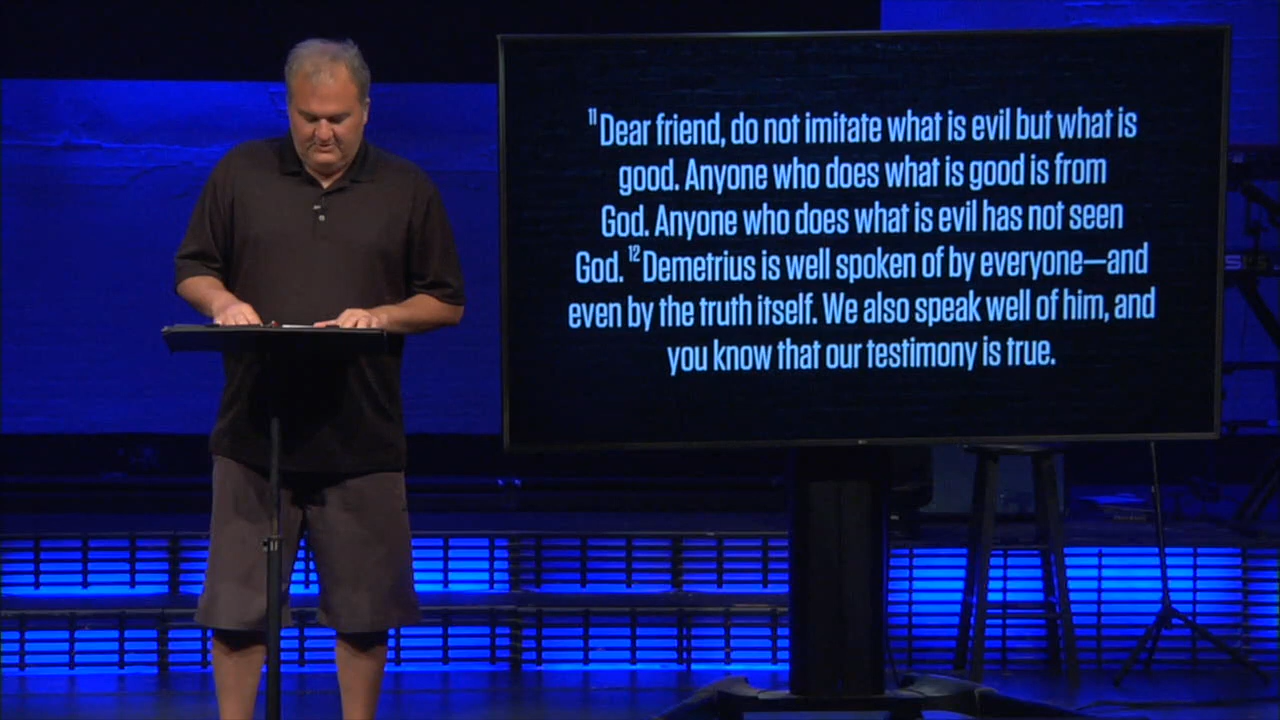 ¹¹Dear friend, do not imitate what is evil but what is
good. Anyone who does what is good is from
God. Anyone who does what is evil has not seen
God. ¹²Demetrius is well spoken of by everyone—and
even by the truth itself. We also speak well of him, and
you know that our testimony is true.